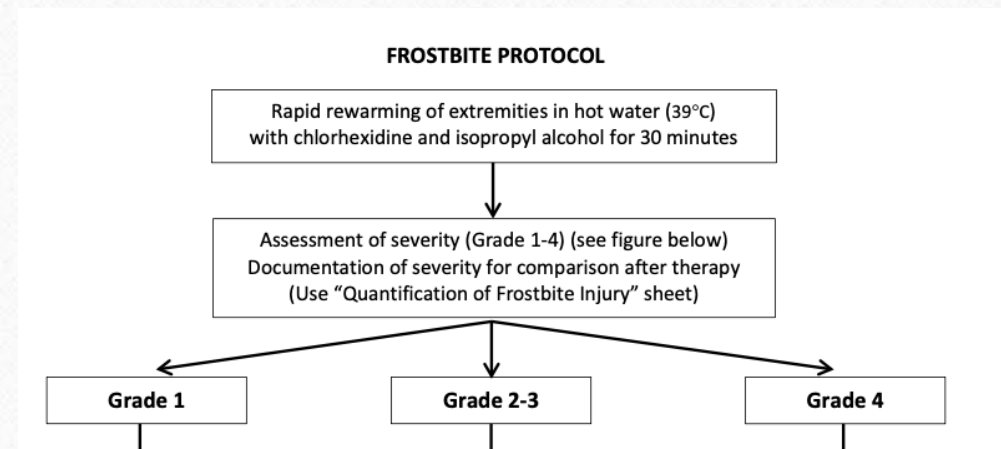 FROSTBITE PROTOCOL
Rapid rewarming of extremities in hot water (39°C)
with chlorhexidine and isopropyl alcohol for 30 minutes
Assessment of severity (Grade 1-4) (see figure below)
Documentation of severity for comparison after therapy
(Use “Quantification of Frostbite Injury” sheet)
Grade 1
Grade 2-3
Grade 4